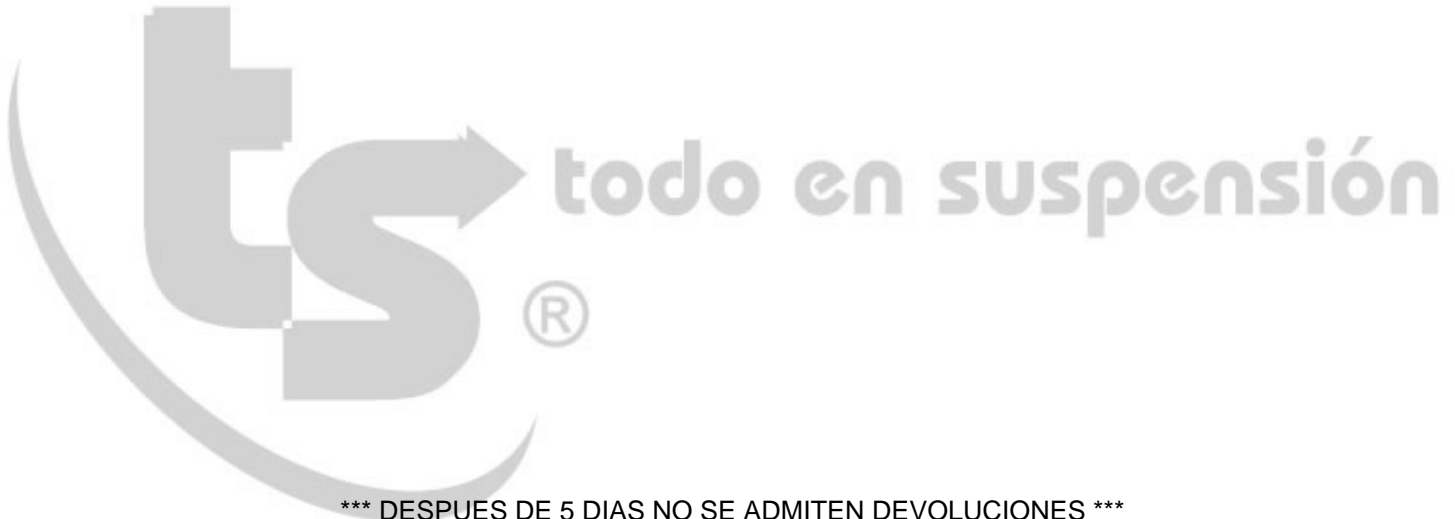 ts todo en suspensión
®
*** DESPUES DE 5 DIAS NO SE ADMITEN DEVOLUCIONES ***